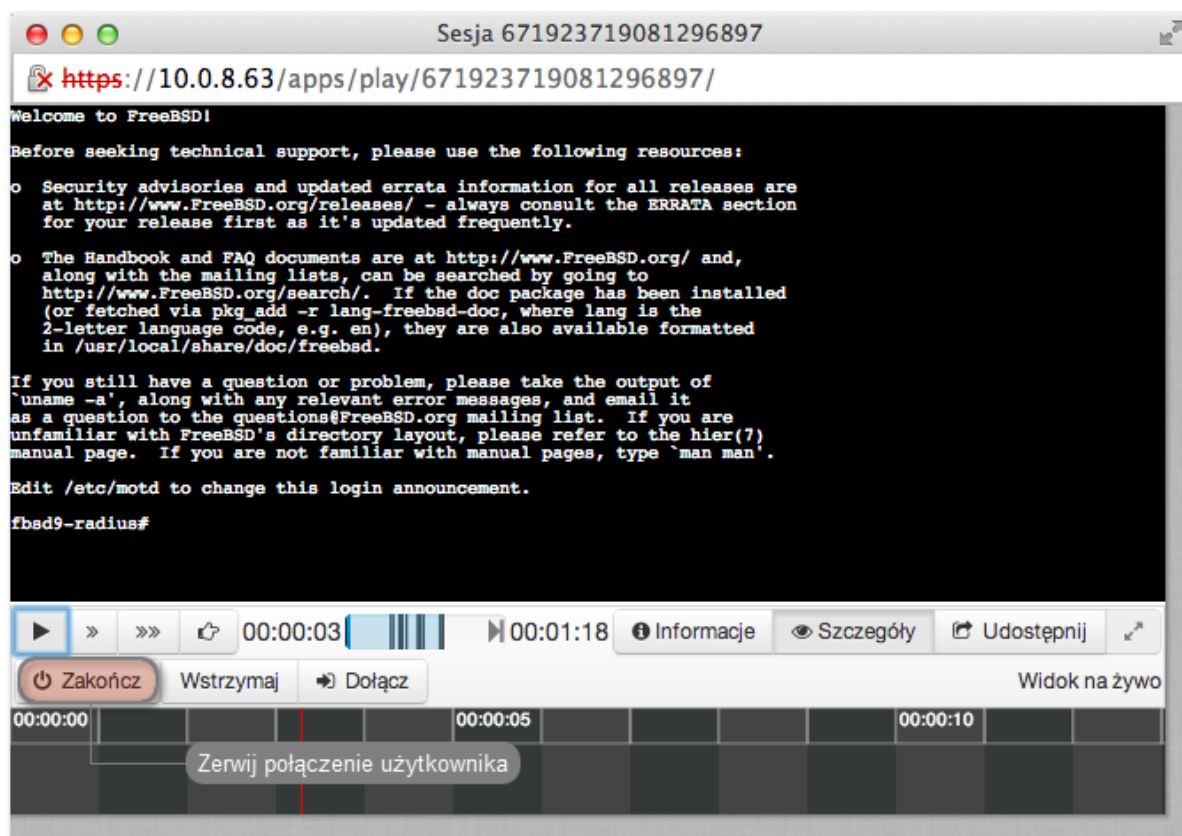 Sesja 671923719081296897
https://10.0.8.63/apps/play/671923719081296897/
Welcome to FreeBSD!
Before seeking technical support, please use the following resources:
o  Security advisories and updated errata information for all releases are
   at http://www.FreeBSD.org/releases/ - always consult the ERRATA section
   for your release first as it's updated frequently.
o  The Handbook and FAQ documents are at http://www.FreeBSD.org/ and,
   along with the mailing lists, can be searched by going to
   http://www.FreeBSD.org/search/.  If the doc package has been installed
   (or fetched via pkg_add -r lang-freebsd-doc, where lang is the
   2-letter language code, e.g. en), they are also available formatted
   in /usr/local/share/doc/freebsd.
If you still have a question or problem, please take the output of
`uname -a', along with any relevant error messages, and email it
as a question to the questions@FreeBSD.org mailing list.  If you are
unfamiliar with FreeBSD's directory layout, please refer to the hier(7)
manual page.  If you are not familiar with manual pages, type `man man'.
Edit /etc/motd to change this login announcement.
fbsd9-radius#
00:00:03 00:01:18 Informacje Szczegóły Udostępnij
Zakończ Wstrzymaj Dołącz Widok na żywo
00:00:00 00:00:05 00:00:10
Zerwij połączenie użytkownika